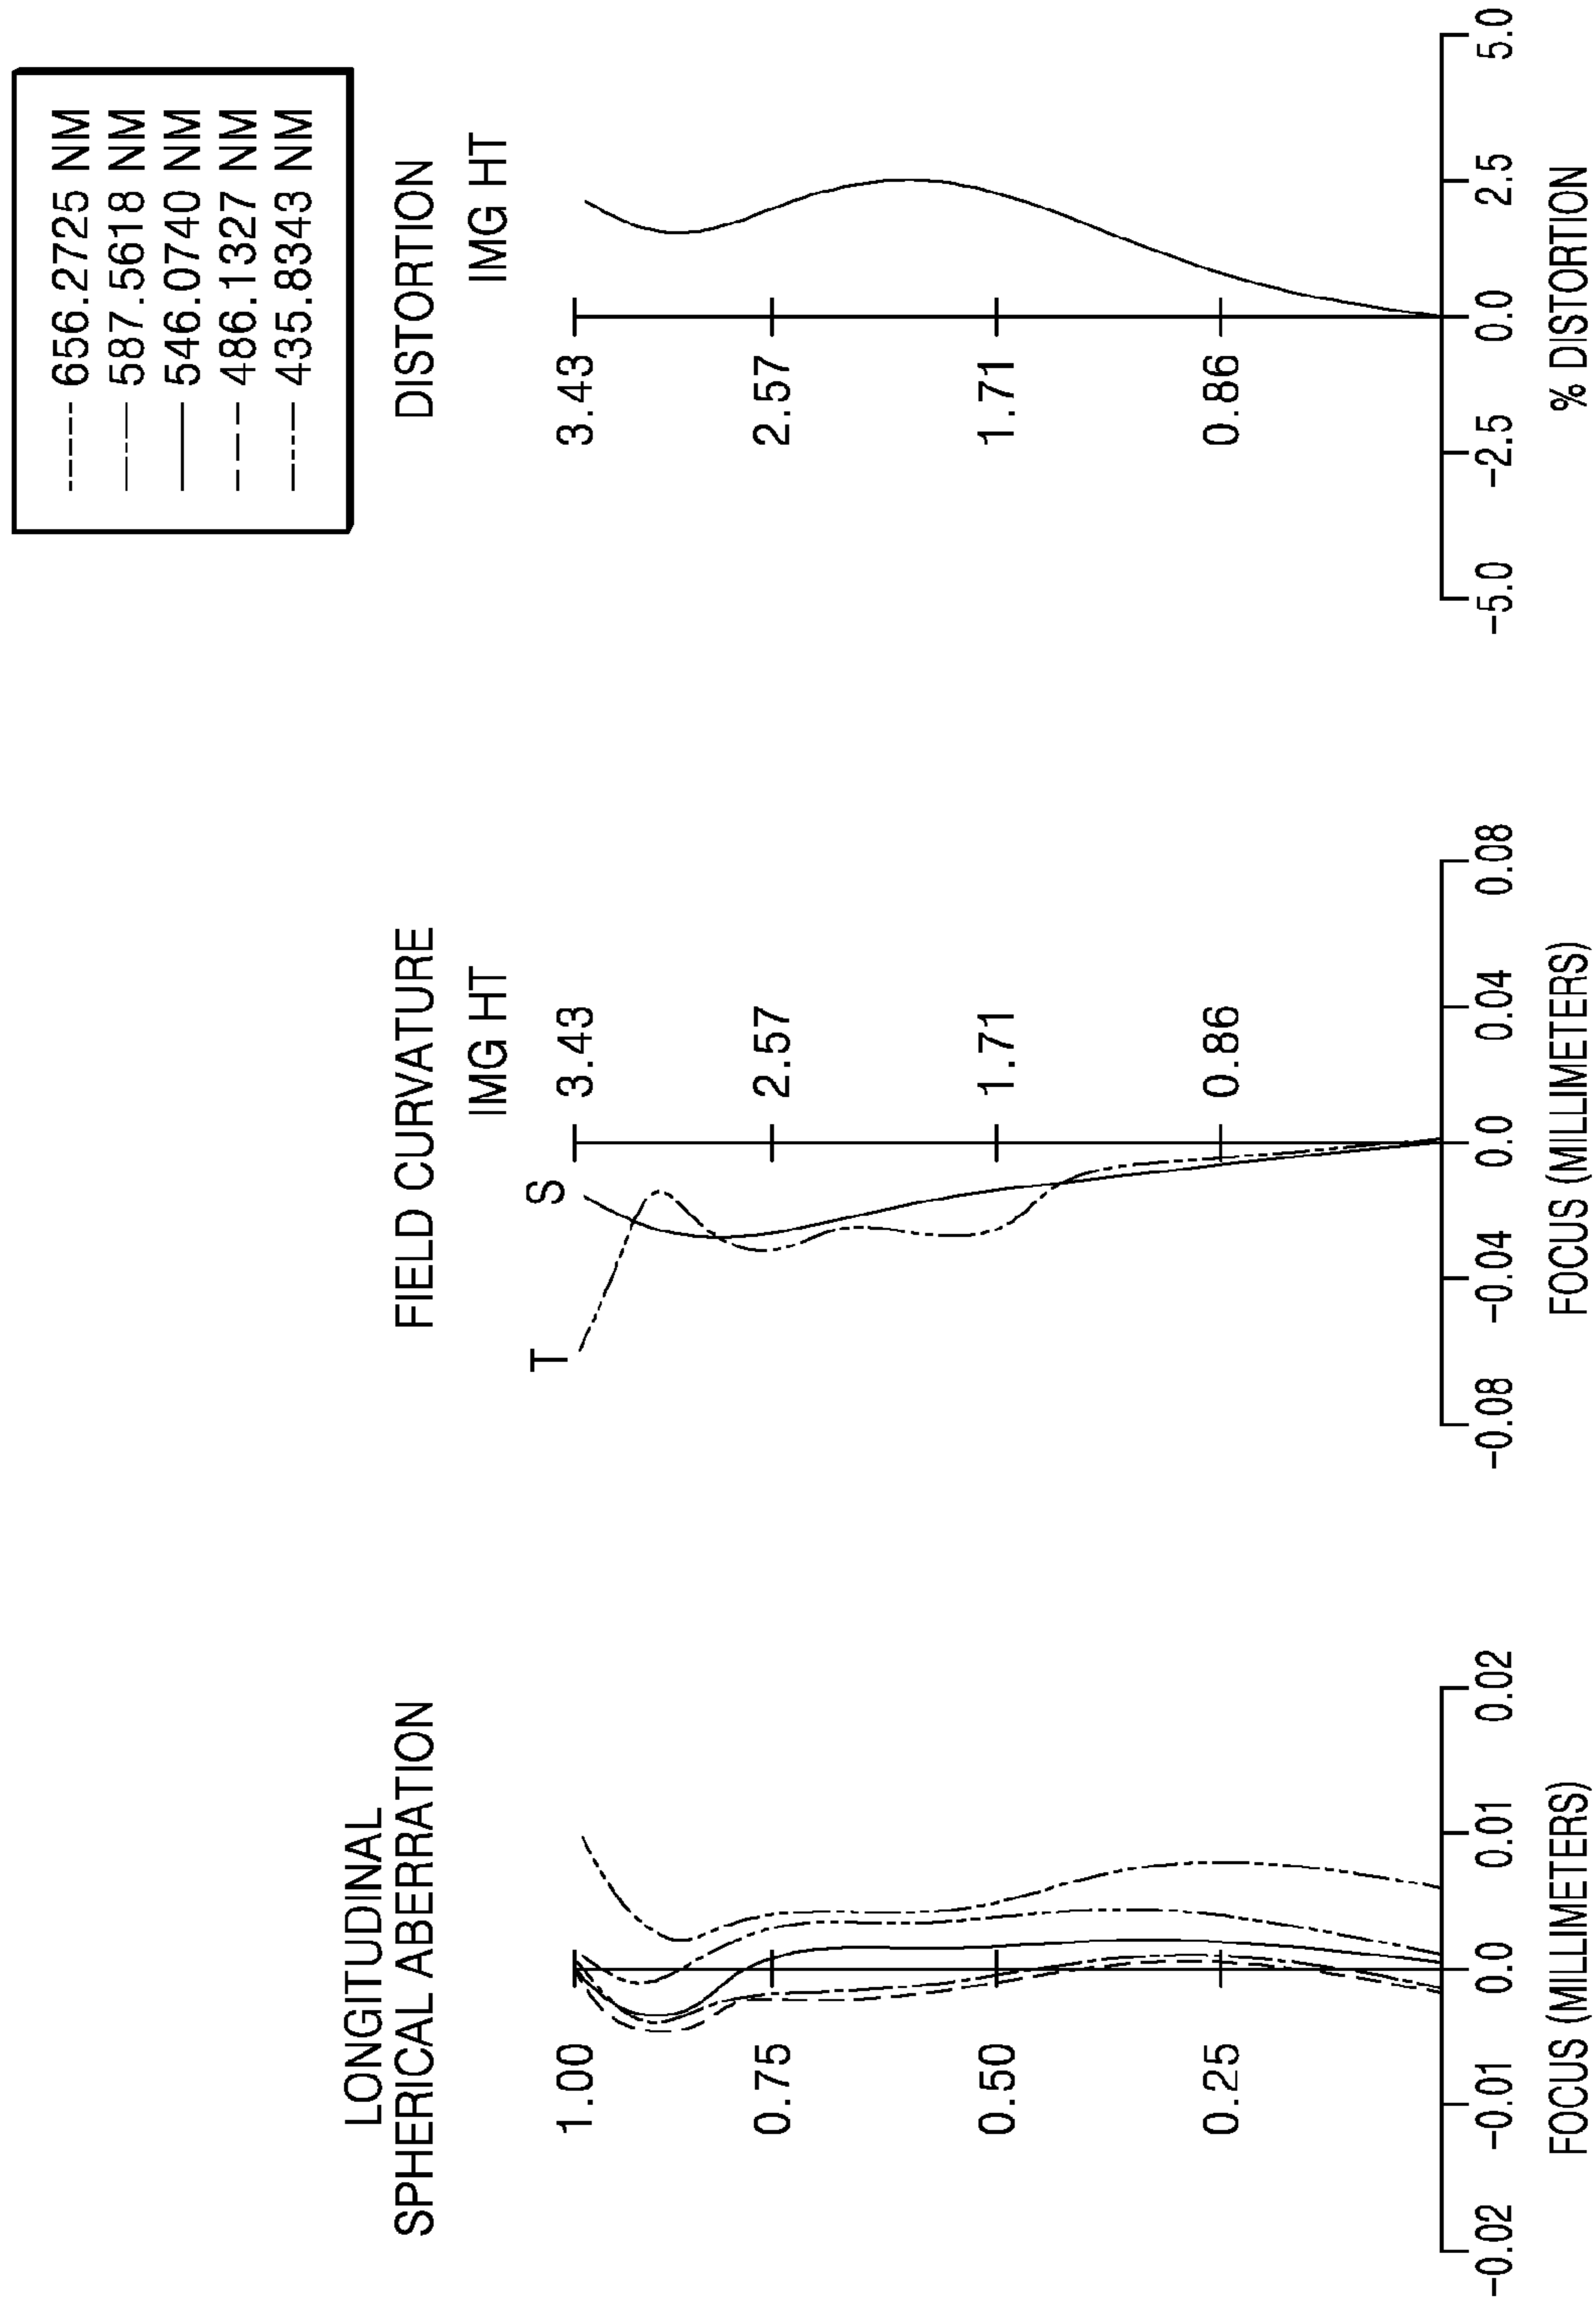 656.2725 NM
587.5618 NM
546.0740 NM
486.1327 NM
435.8343 NM
LONGITUDINAL
SPHERICAL ABERRATION
1.00
0.75
0.50
0.25
-0.02 -0.01 0.0 0.01 0.02
FOCUS (MILLIMETERS)
FIELD CURVATURE
IMG HT
T S
3.43
2.57
1.71
0.86
-0.08 -0.04 0.0 0.04 0.08
FOCUS (MILLIMETERS)
DISTORTION
IMG HT
3.43
2.57
1.71
0.86
-5.0 -2.5 0.0 2.5 5.0
% DISTORTION